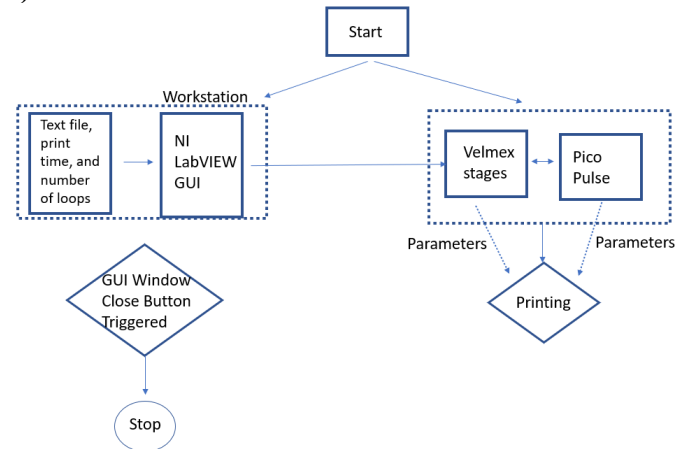 Start
Workstation
Text file,
print
time, and
number
of loops
NI
LabVIEW
GUI
Velmex
stages
Pico
Pulse
Parameters
Parameters
Printing
GUI Window
Close Button
Triggered
Stop